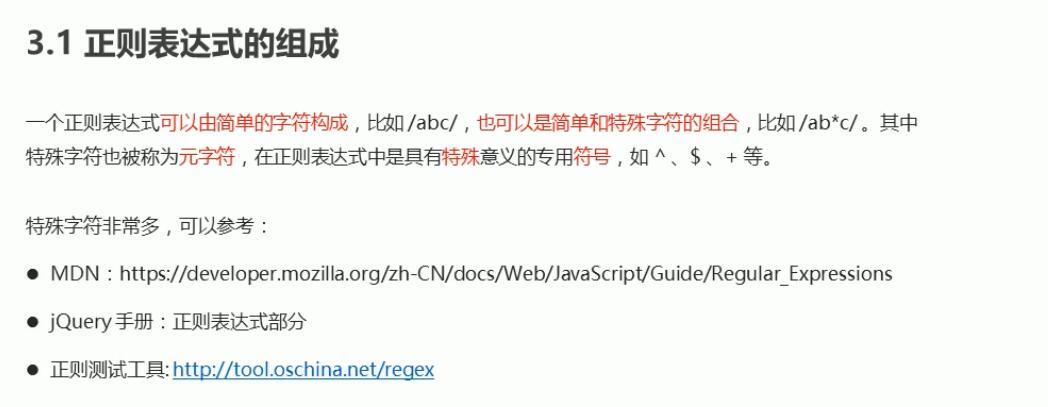 3.1 正则表达式的组成
一个正则表达式可以由简单的字符构成，比如 /abc/，也可以是简单和特殊字符的组合，比如 /ab*c/ 。其中
特殊字符也被称为元字符，在正则表达式中是具有特殊意义的专用符号，如 ^ 、$ 、+ 等。
特殊字符非常多，可以参考：
● MDN：https://developer.mozilla.org/zh-CN/docs/Web/JavaScript/Guide/Regular_Expressions
● jQuery 手册：正则表达式部分
● 正则测试工具: http://tool.oschina.net/regex